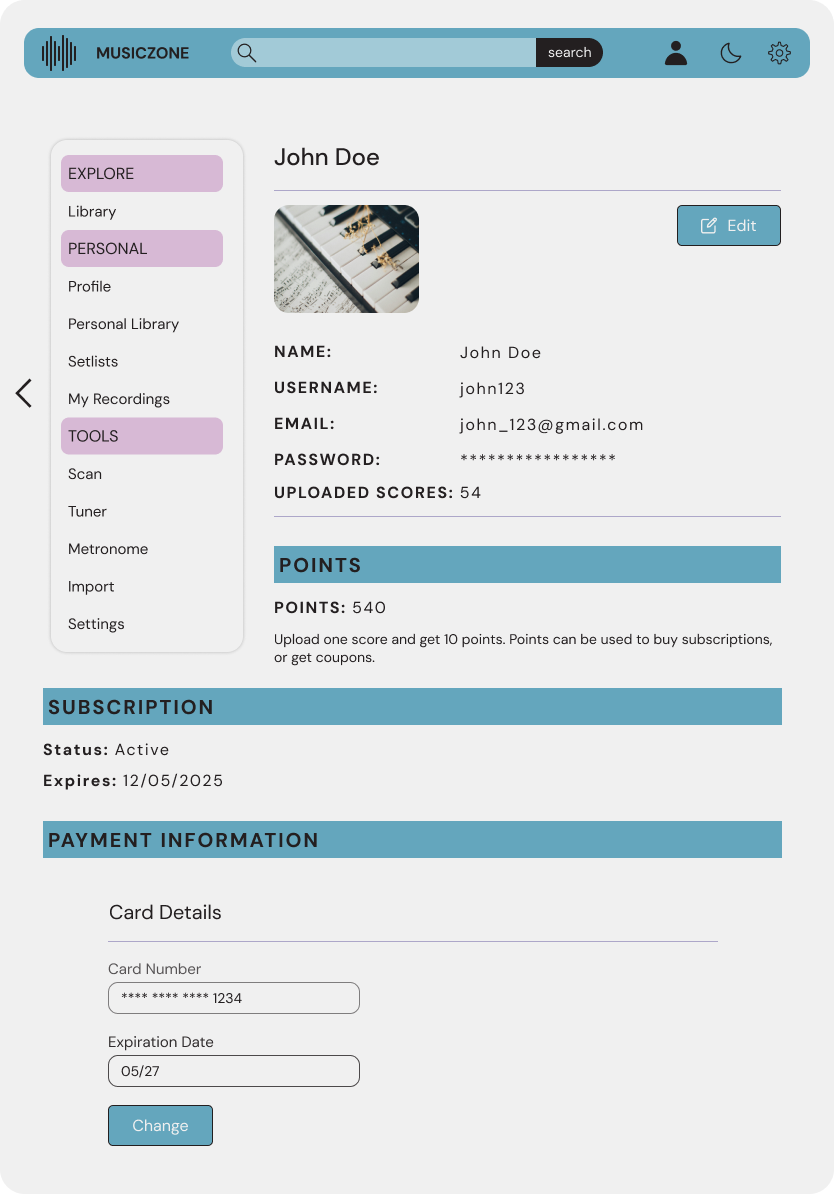 MUSICZONE
search
EXPLORE
Library
PERSONAL
Profile
Personal Library
Setlists
My Recordings
TOOLS
Scan
Tuner
Metronome
Import
Settings
John Doe
Edit
NAME: John Doe
USERNAME: john123
EMAIL: john_123@gmail.com
PASSWORD: *****************
UPLOADED SCORES: 54
POINTS
POINTS: 540
Upload one score and get 10 points. Points can be used to buy subscriptions,
or get coupons.
SUBSCRIPTION
Status: Active
Expires: 12/05/2025
PAYMENT INFORMATION
Card Details
Card Number
**** **** **** 1234
Expiration Date
05/27
Change